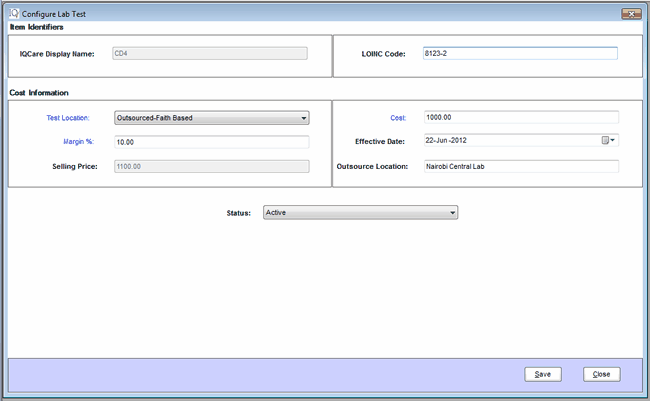 Configure Lab Test
Item Identifiers
IQCare Display Name: CD4 LOINC Code: 8123-2
Cost Information
Test Location: Outsourced-Faith Based Cost: 1000.00
Margin %: 10.00 Effective Date: 22-Jun-2012
Selling Price: 1100.00 Outsource Location: Nairobi Central Lab
Status: Active
Save Close